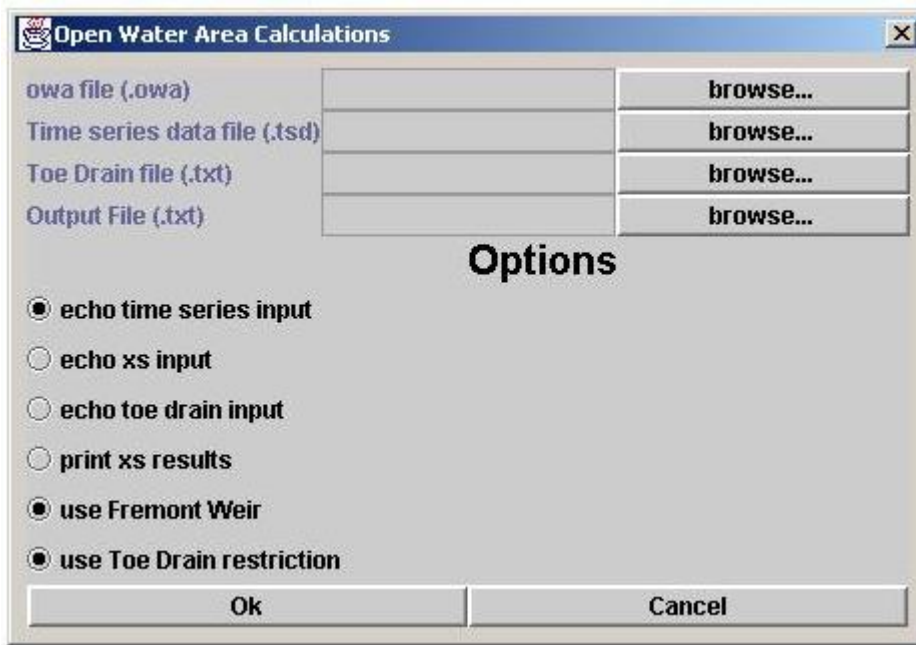 Open Water Area Calculations
owa file (.owa) browse...
Time series data file (.tsd) browse...
Toe Drain file (.txt) browse...
Output File (.txt) browse...
Options
echo time series input
echo xs input
echo toe drain input
print xs results
use Fremont Weir
use Toe Drain restriction
Ok Cancel